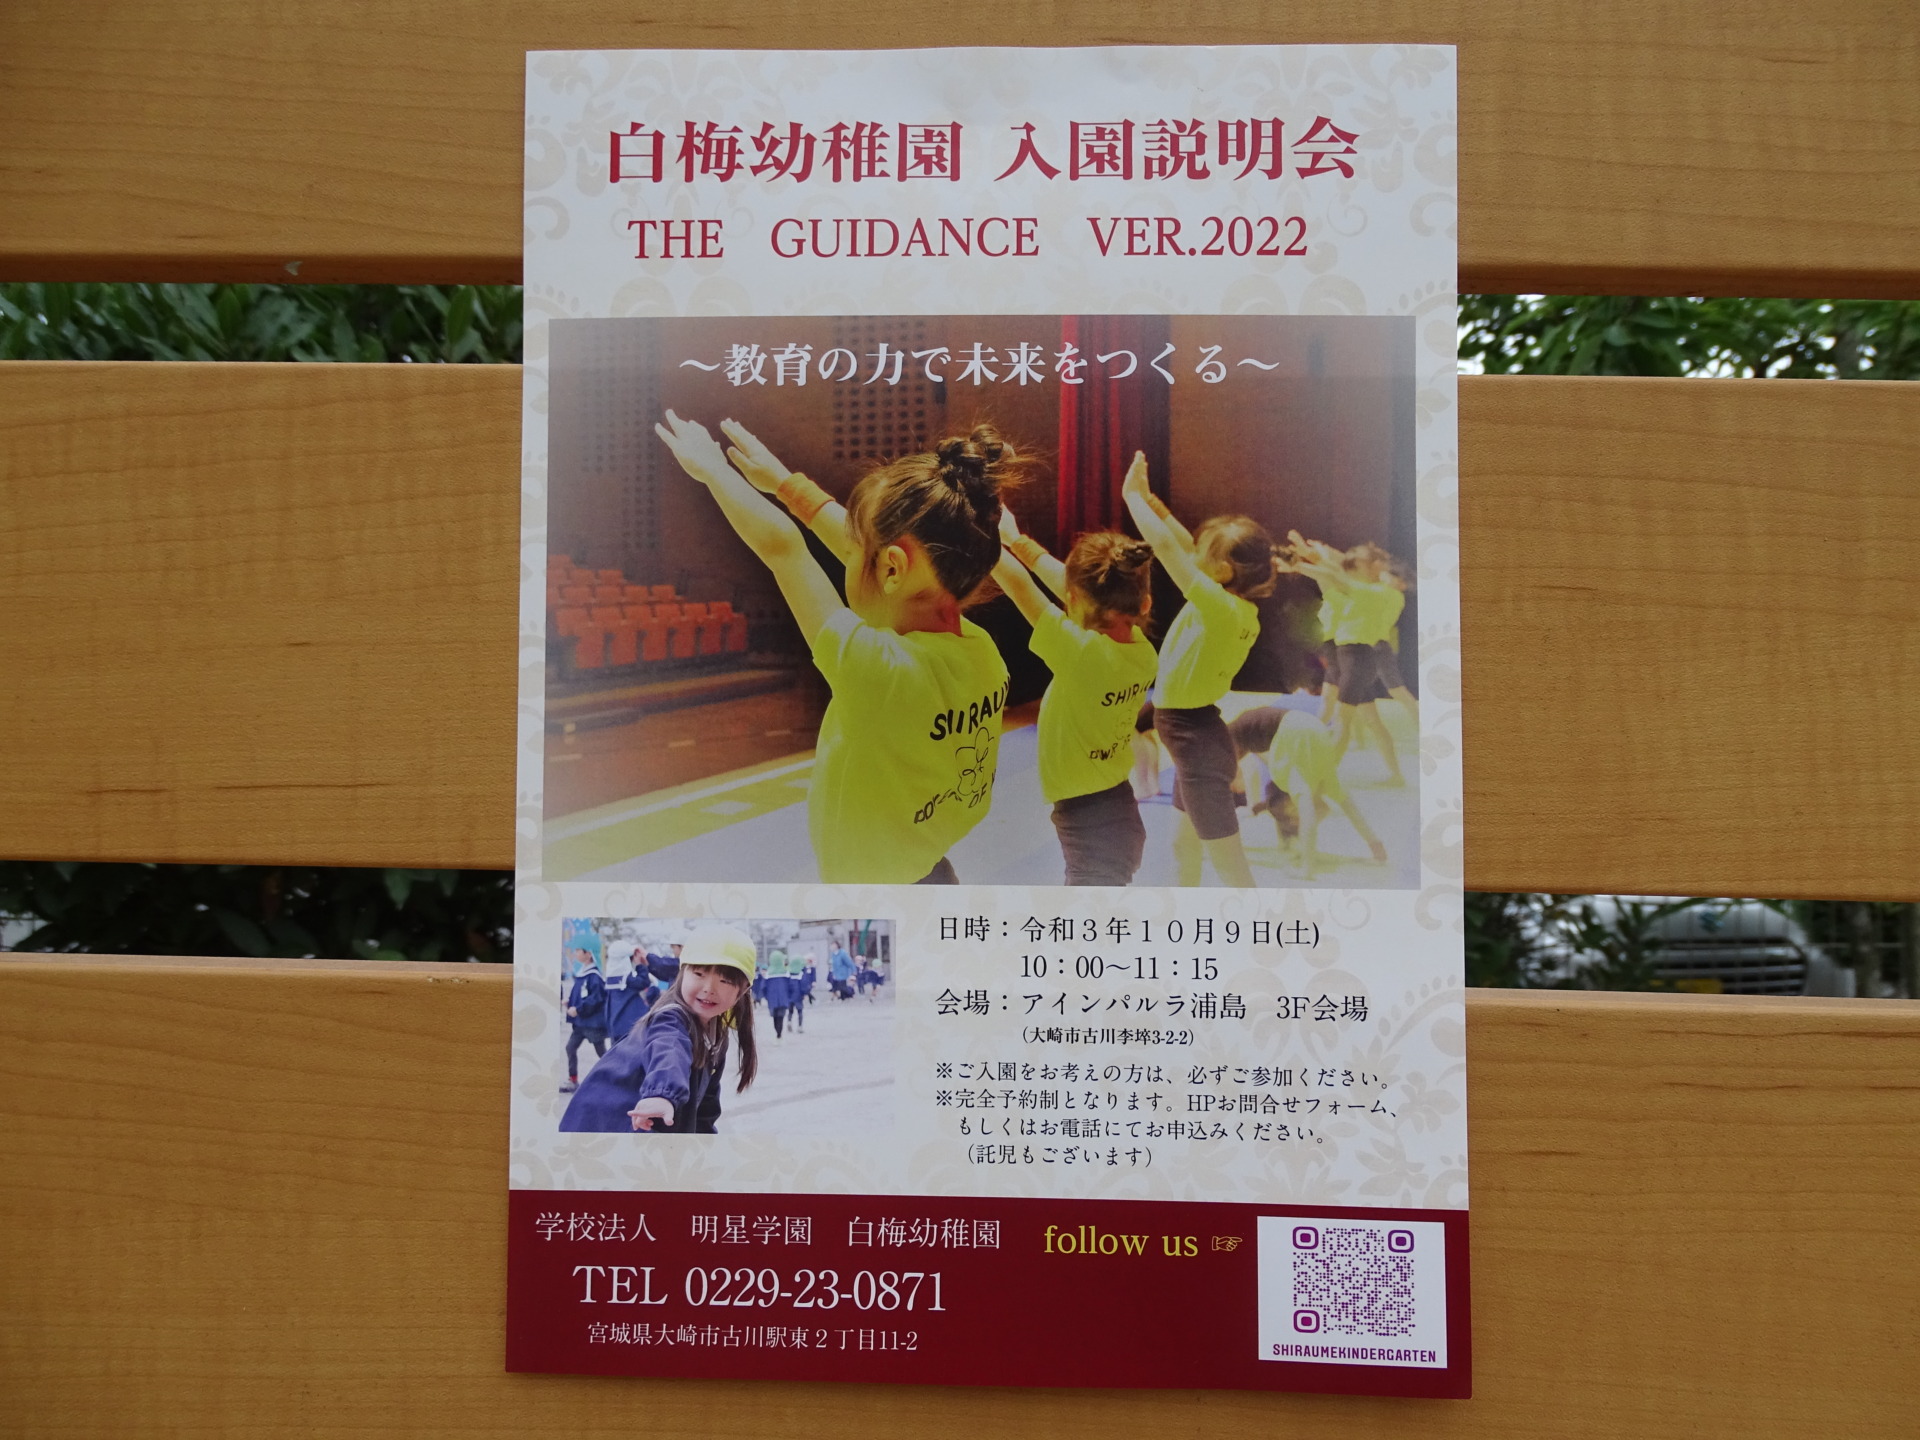 白梅幼稚園 入園説明会
THE GUIDANCE VER.2022
～教育の力で未来をつくる～
SHIRAU
OF
SHIR
日時：令和３年１０月９日(土)
10：00～11：15
会場：アインパルラ浦島 3F会場
（大崎市古川李埣3-2-2）
※ご入園をお考えの方は、必ずご参加ください。
※完全予約制となります。HPお問合せフォーム、
もしくはお電話にてお申込みください。
（託児もございます）
学校法人 明星学園 白梅幼稚園
follow us ☞
TEL 0229-23-0871
宮城県大崎市古川駅東２丁目11-2
SHIRAUMEKINDERGARTEN